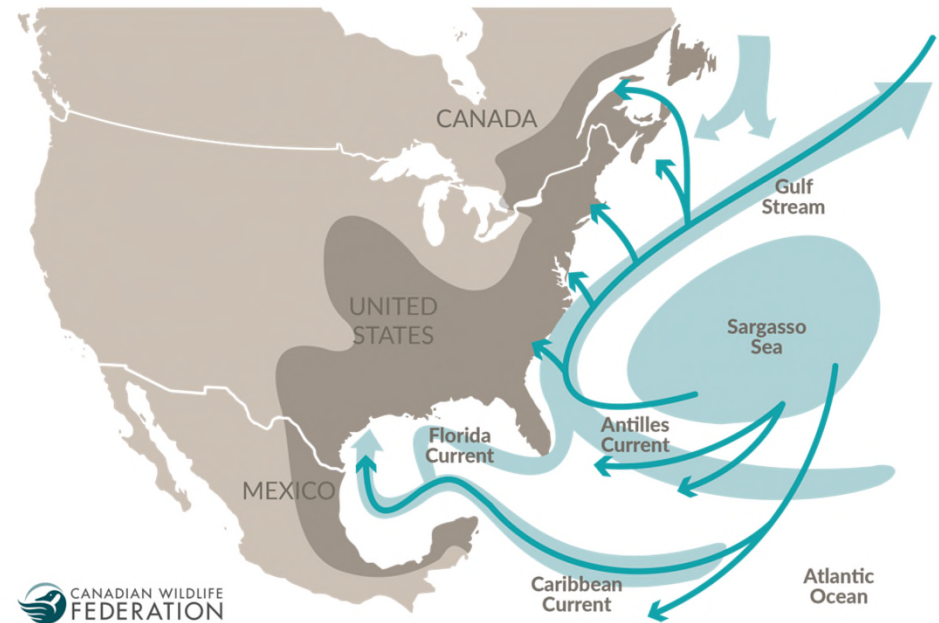 CANADA
Gulf
Stream
UNITED
STATES
Sargasso
Sea
Florida
Current
Antilles
Current
MEXICO
Caribbean
Current
Atlantic
Ocean
CANADIAN WILDLIFE
FEDERATION